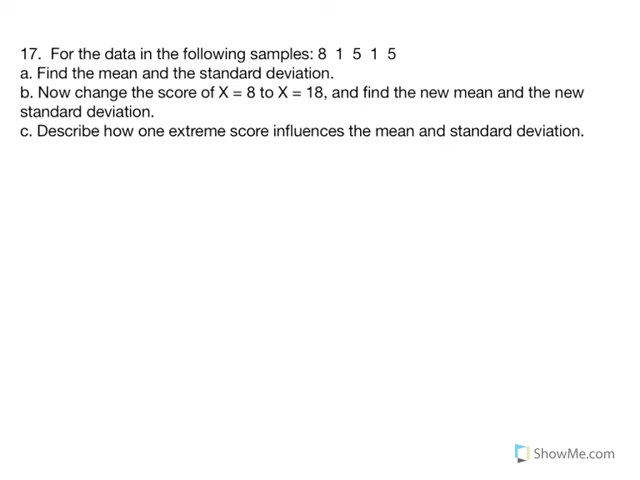 17.  For the data in the following samples: 8  1  5  1  5
a. Find the mean and the standard deviation.
b. Now change the score of X = 8 to X = 18, and find the new mean and the new
standard deviation.
c. Describe how one extreme score influences the mean and standard deviation.
ShowMe.com